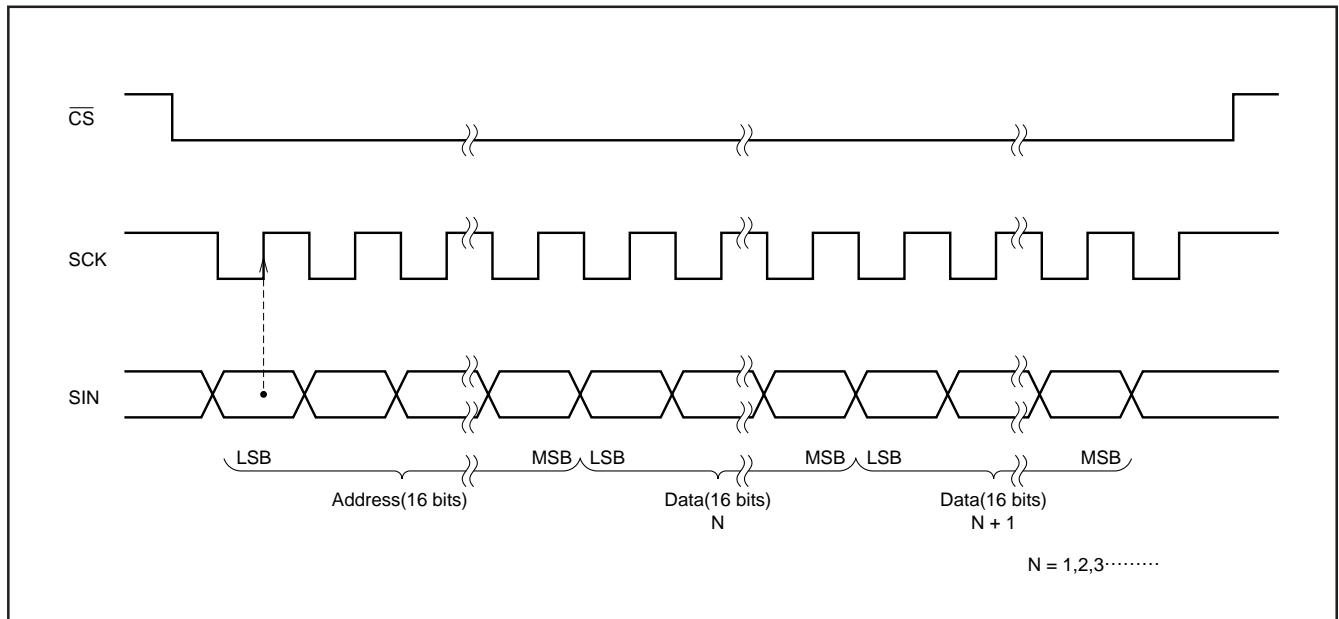 CS
SCK
SIN
LSB MSB LSB MSB LSB MSB
Address(16 bits) Data(16 bits) Data(16 bits)
N N + 1
N = 1,2,3·········